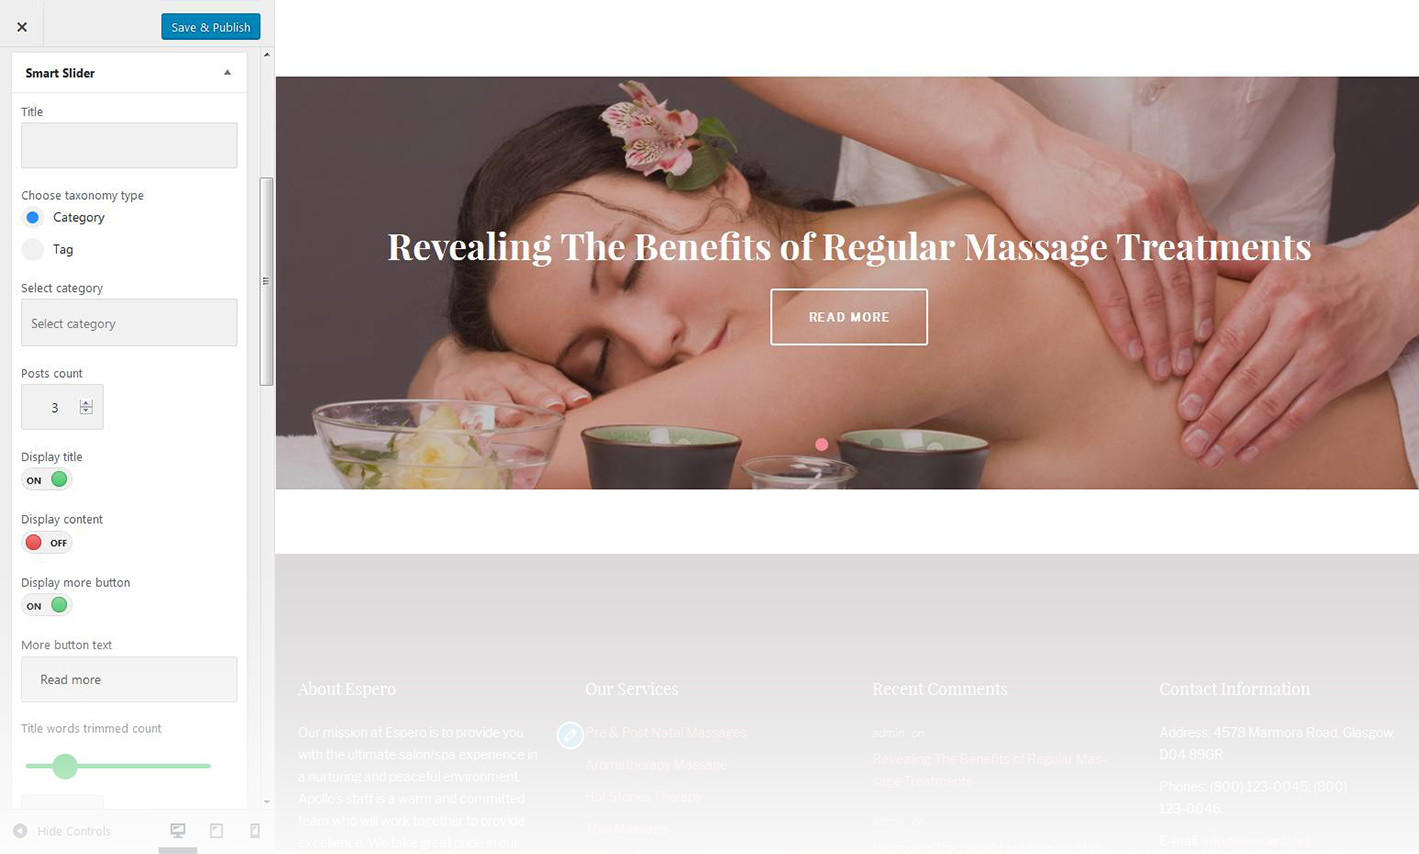 Save & Publish
Smart Slider
Title
Choose taxonomy type
Category
Tag
Select category
Select category
Posts count
3
Display title
ON
Display content
OFF
Display more button
ON
More button text
Read more
Title words trimmed count
Hide Controls
Revealing The Benefits of Regular Massage Treatments
READ MORE
About Espero
Our mission at Espero is to provide you
with the ultimate salon/spa experience in
a nurturing and peaceful environment.
Apollo's staff is a warm and committed
team who will work together to provide
excellence. We take great pride in our
Our Services
Pre & Post Natal Massages
Aromatherapy Massage
Hot Stones Therapy
Thai Massage
Recent Comments
admin on
Revealing The Benefits of Regular Mas-
sage Treatments
admin on
Contact Information
Address: 4578 Marmora Road, Glasgow,
D04 89GR
Phones: (800) 123-0045; (800)
123-0046
E-mail: